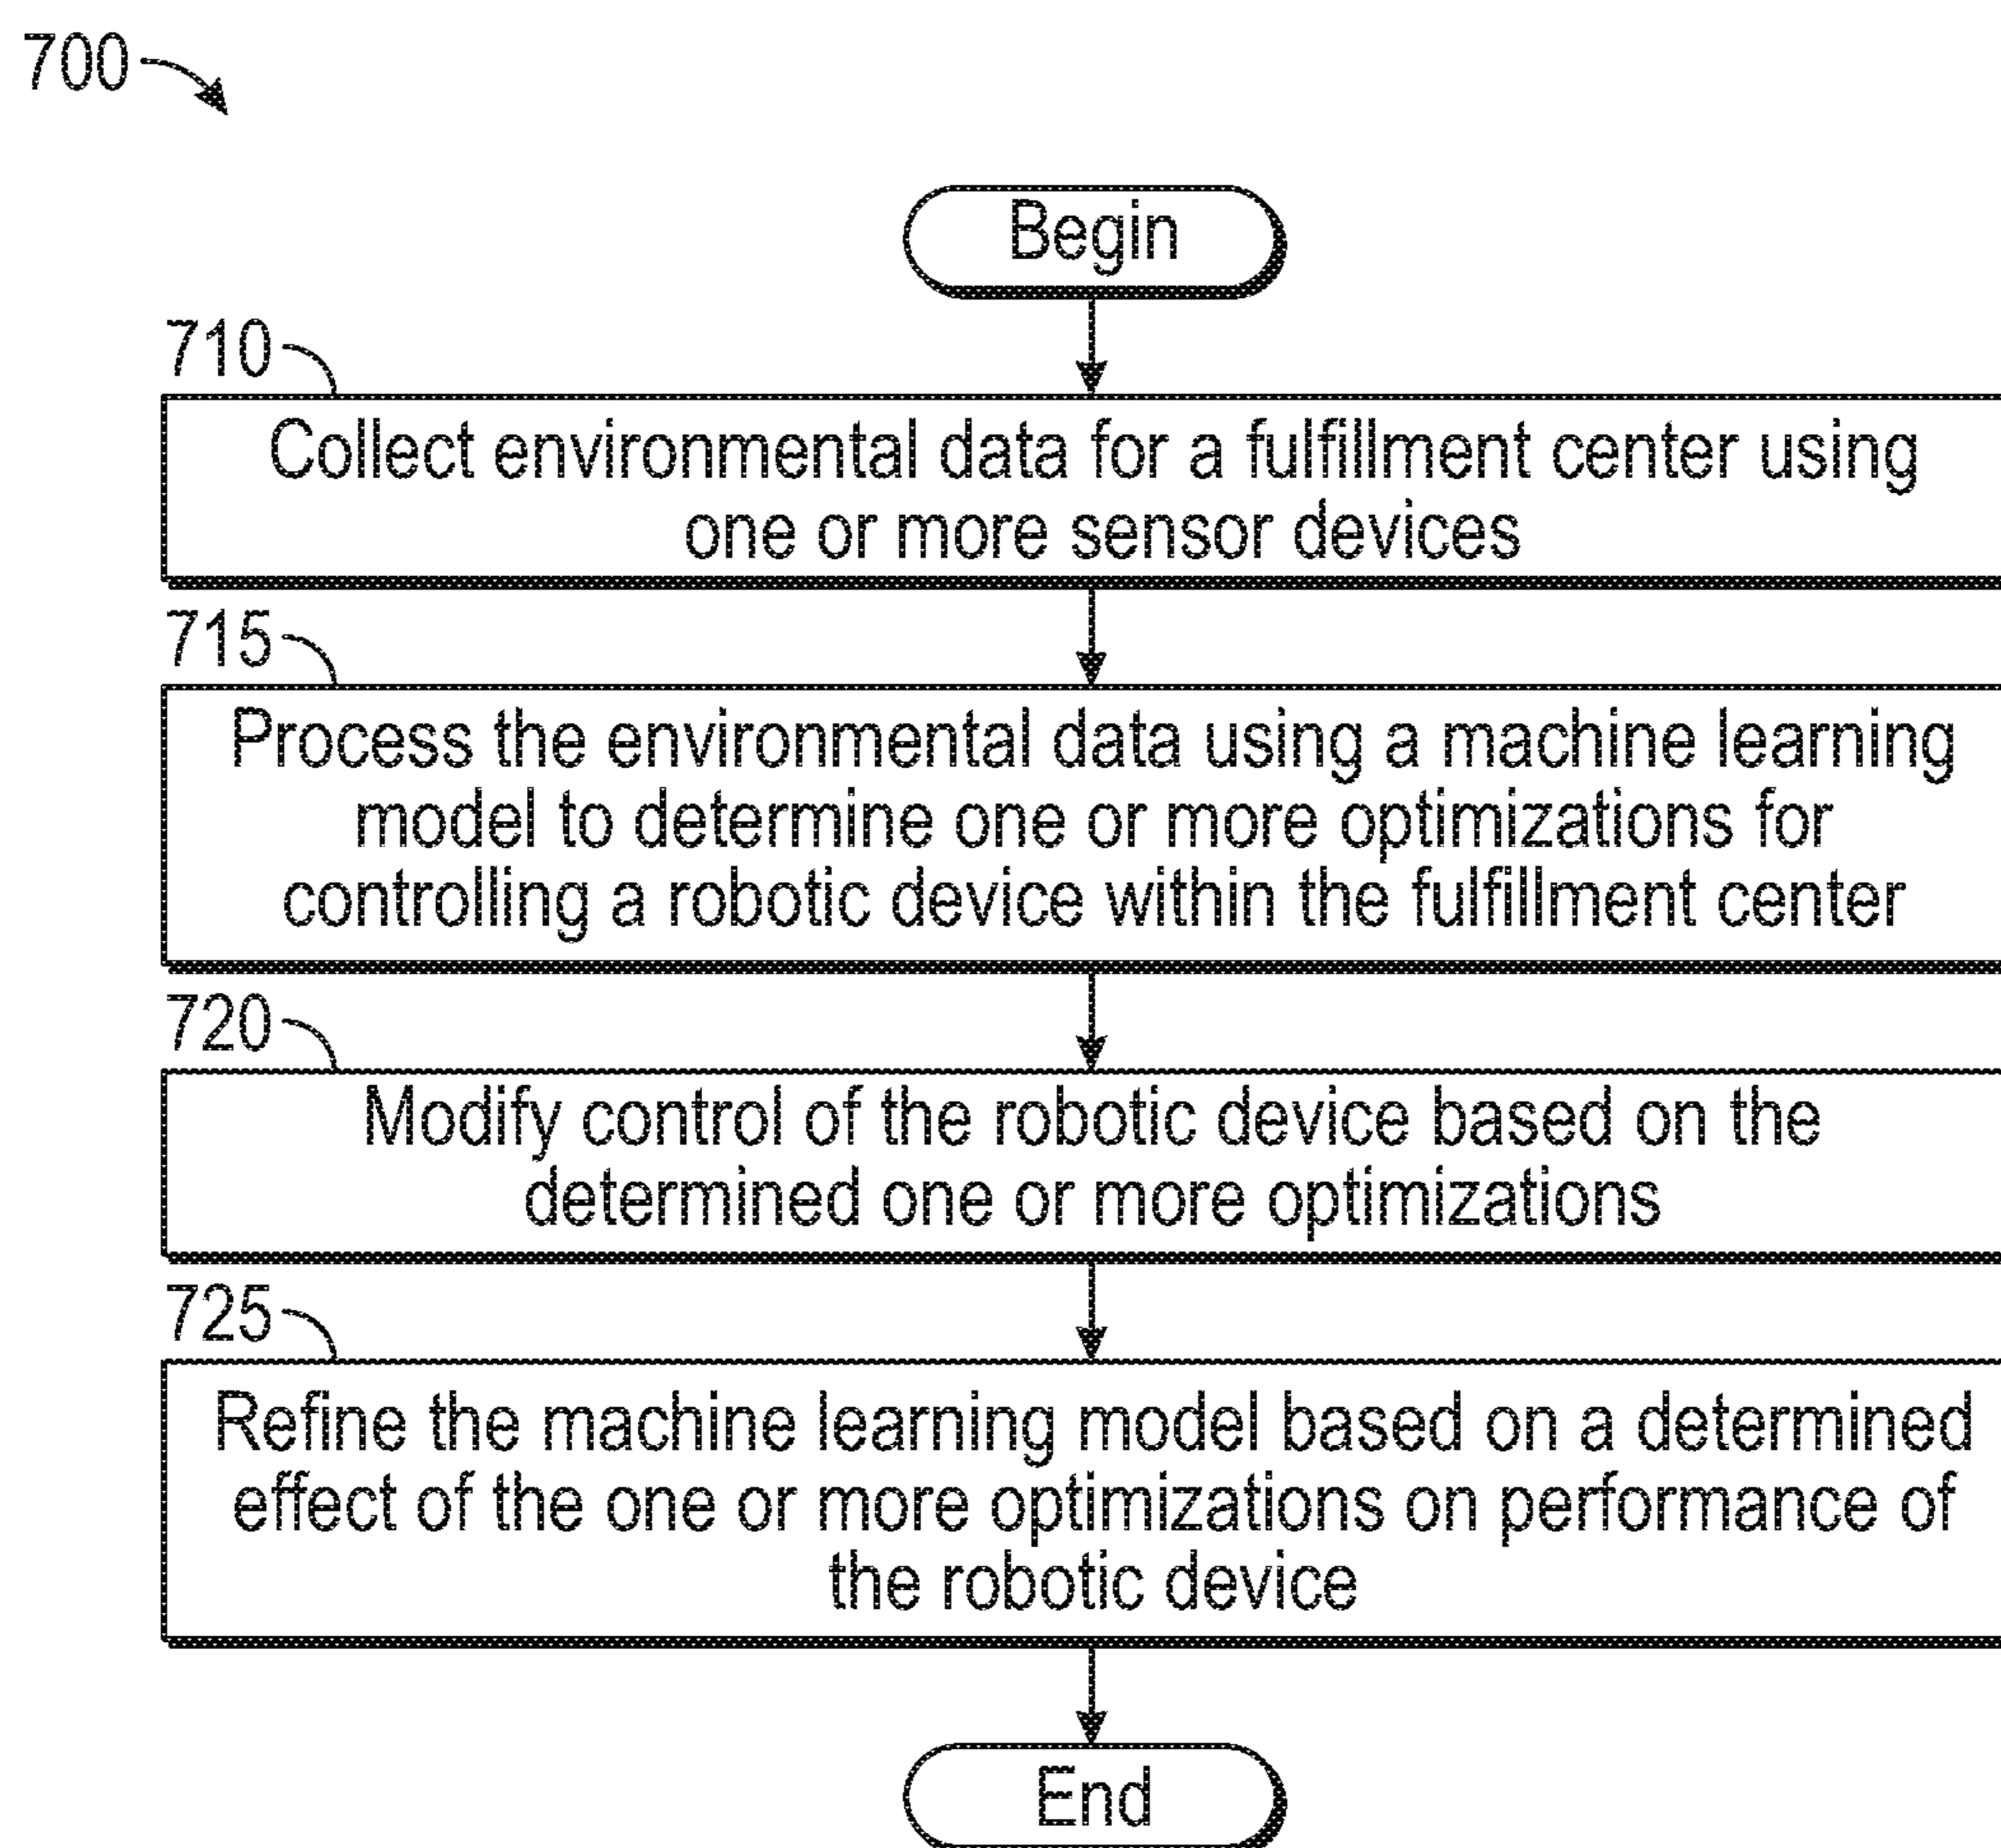 700
Begin
710
Collect environmental data for a fulfillment center using
one or more sensor devices
715
Process the environmental data using a machine learning
model to determine one or more optimizations for
controlling a robotic device within the fulfillment center
720
Modify control of the robotic device based on the
determined one or more optimizations
725
Refine the machine learning model based on a determined
effect of the one or more optimizations on performance of
the robotic device
End